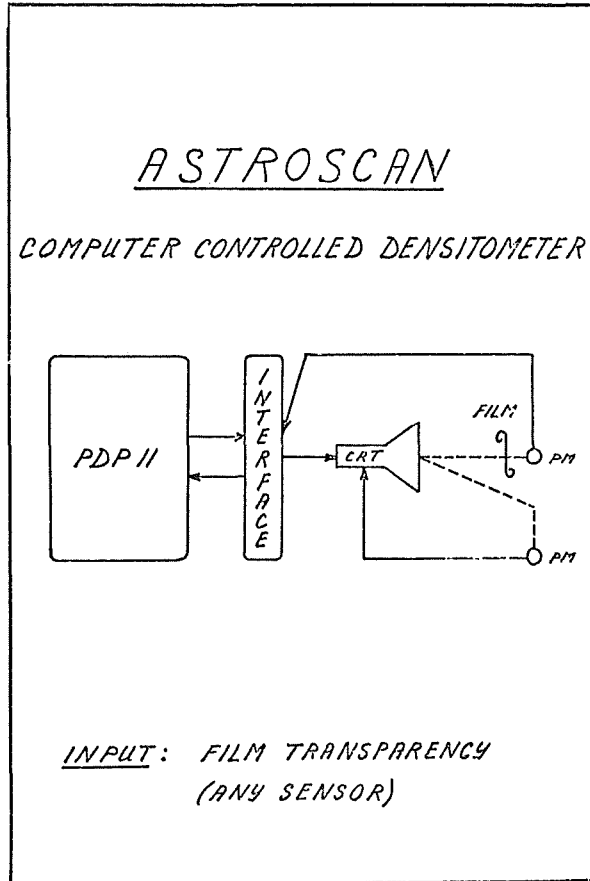 ASTROSCAN
COMPUTER CONTROLLED DENSITOMETER
PDP 11
INTERFACE
CRT
FILM
PM
PM
INPUT: FILM TRANSPARENCY
(ANY SENSOR)